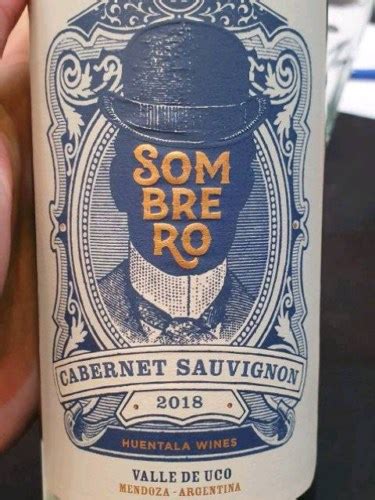 SOM
BRE
RO
CABERNET SAUVIGNON
2018
HUENTALA WINES
VALLE DE UCO
MENDOZA - ARGENTINA